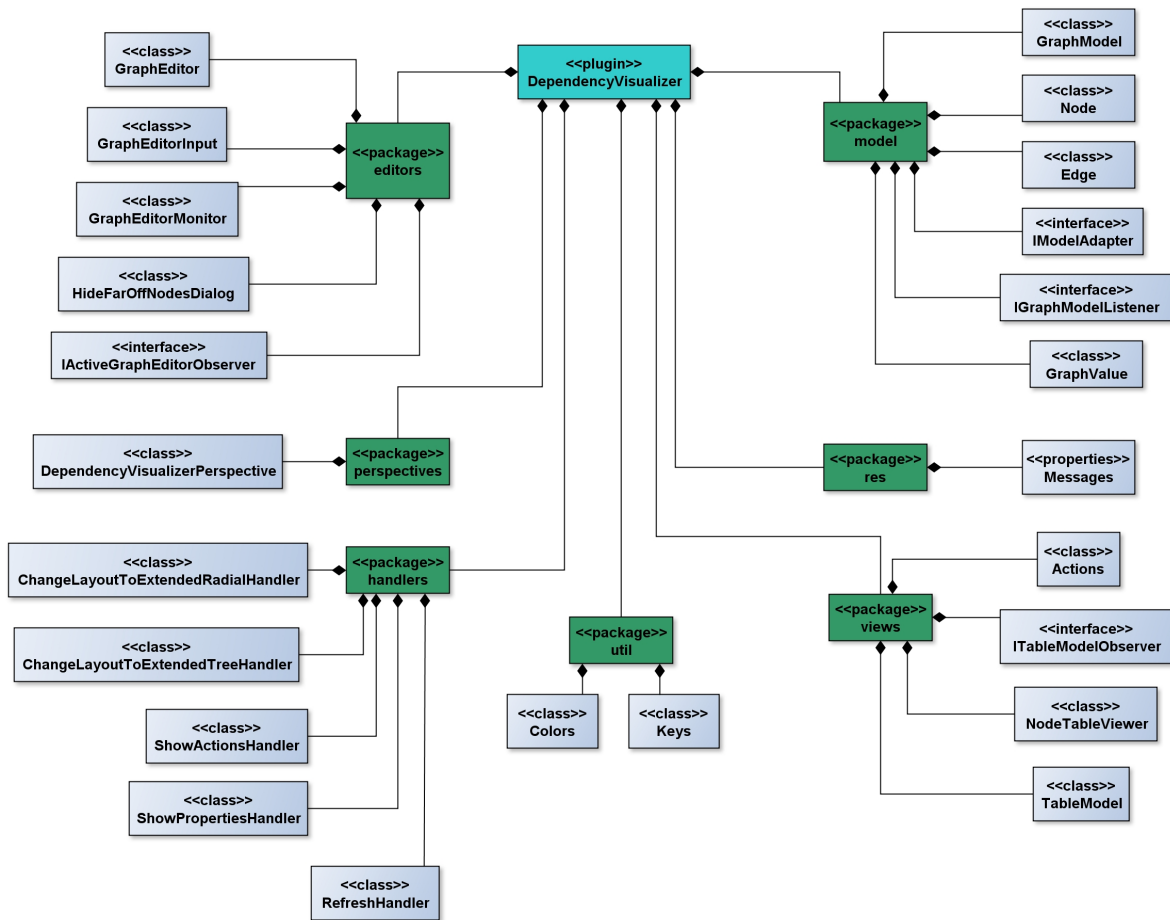 <<class>>
GraphEditor
<<class>>
GraphEditorInput
<<class>>
GraphEditorMonitor
<<class>>
HideFarOffNodesDialog
<<interface>>
IActiveGraphEditorObserver
<<package>>
editors
<<plugin>>
DependencyVisualizer
<<package>>
model
<<class>>
GraphModel
<<class>>
Node
<<class>>
Edge
<<interface>>
IModelAdapter
<<interface>>
IGraphModelListener
<<class>>
GraphValue
<<class>>
DependencyVisualizerPerspective
<<package>>
perspectives
<<package>>
res
<<properties>>
Messages
<<class>>
ChangeLayoutToExtendedRadialHandler
<<package>>
handlers
<<class>>
ChangeLayoutToExtendedTreeHandler
<<class>>
ShowActionsHandler
<<class>>
ShowPropertiesHandler
<<class>>
RefreshHandler
<<package>>
util
<<class>>
Colors
<<class>>
Keys
<<package>>
views
<<class>>
Actions
<<interface>>
ITableModelObserver
<<class>>
NodeTableViewer
<<class>>
TableModel